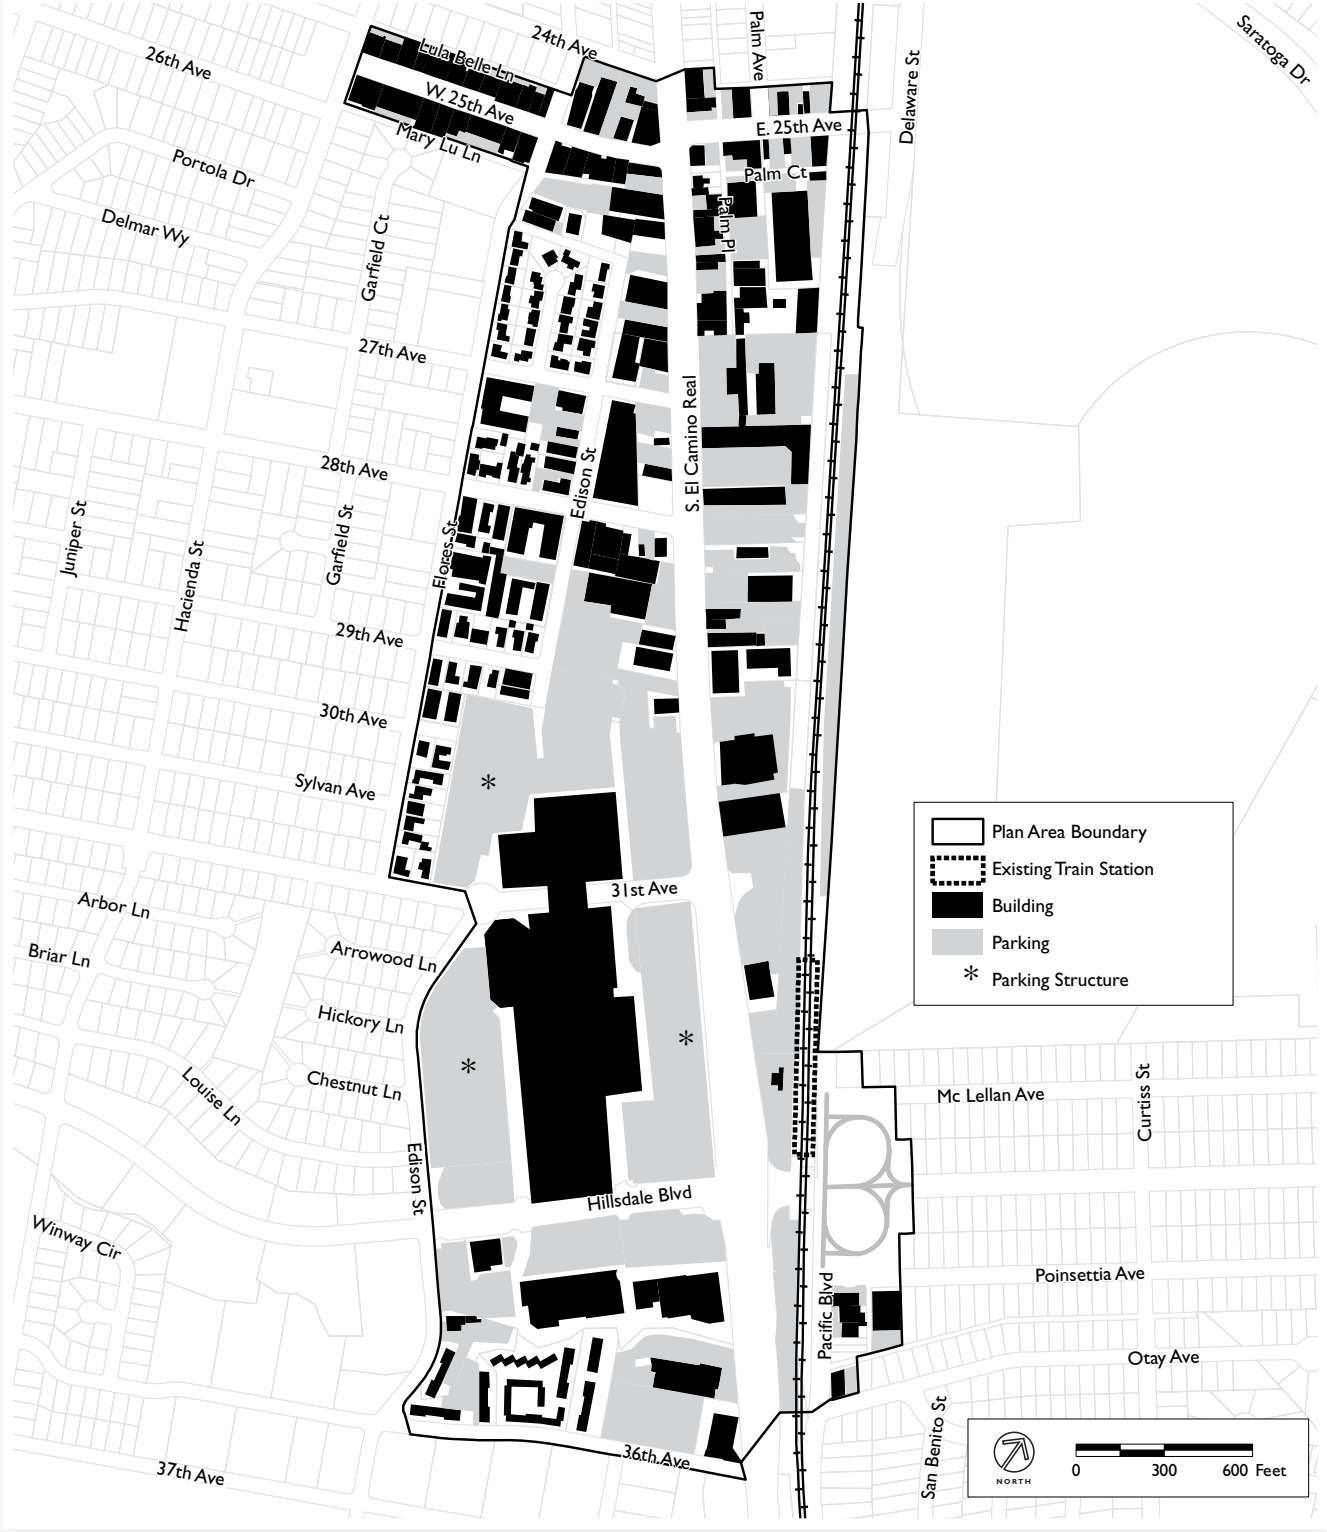 24th Ave
Palm Ave
Saratoga Dr
26th Ave
Lula Belle Ln
Delaware St
W. 25th Ave
E. 25th Ave
Mary Lu Ln
Portola Dr
Palm Ct
Delmar Wy
Palm Pl
Garfield Ct
27th Ave
S. El Camino Real
28th Ave
Edison St
Juniper St
Hacienda St
Garfield St
Flores St
29th Ave
30th Ave
Sylvan Ave
*
Plan Area Boundary
Existing Train Station
Building
Parking
* Parking Structure
31st Ave
Arbor Ln
Arrowood Ln
Briar Ln
Hickory Ln
*
*
Chestnut Ln
Louise Ln
Mc Lellan Ave
Curtiss St
Edison St
Hillsdale Blvd
Winway Cir
Poinsettia Ave
Pacific Blvd
Otay Ave
San Benito St
36th Ave
37th Ave
NORTH
0 300 600 Feet